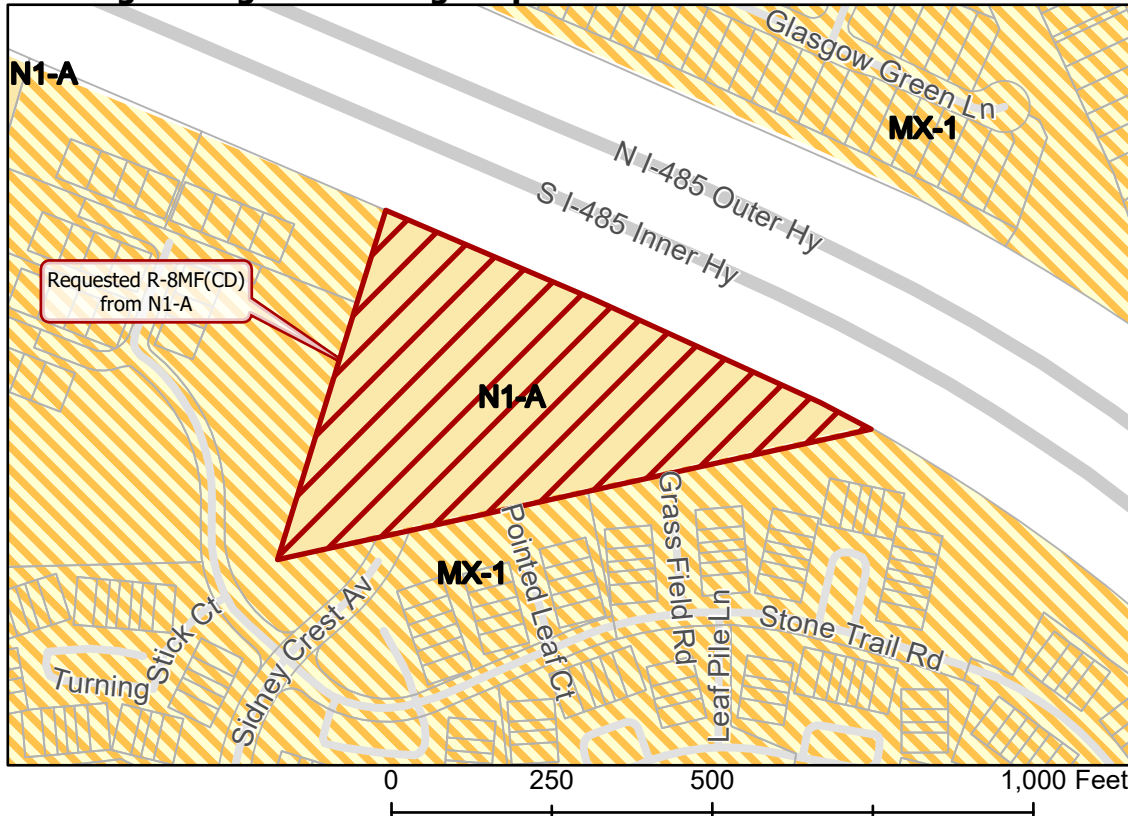 N1-A
Glasgow Green Ln
MX-1
N I-485 Outer Hy
S I-485 Inner Hy
Requested R-8MF(CD)
from N1-A
N1-A
MX-1
Pointed Leaf Ct
Grass Field Rd
Leaf Pile Ln
Stone Trail Rd
Sidney Crest Av
Turning Stick Ct
0 250 500 1,000 Feet